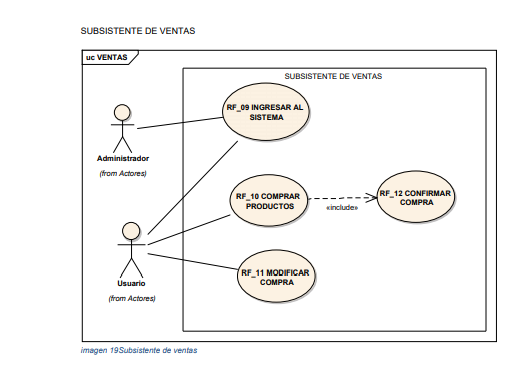 SUBSISTENTE DE VENTAS
uc VENTAS
SUBSISTENTE DE VENTAS
RF_09 INGRESAR AL
SISTEMA
Administrador
(from Actores)
RF_10 COMPRAR
PRODUCTOS
«include»
RF_12 CONFIRMAR
COMPRA
RF_11 MODIFICAR
COMPRA
Usuario
(from Actores)
imagen 19Subsistente de ventas